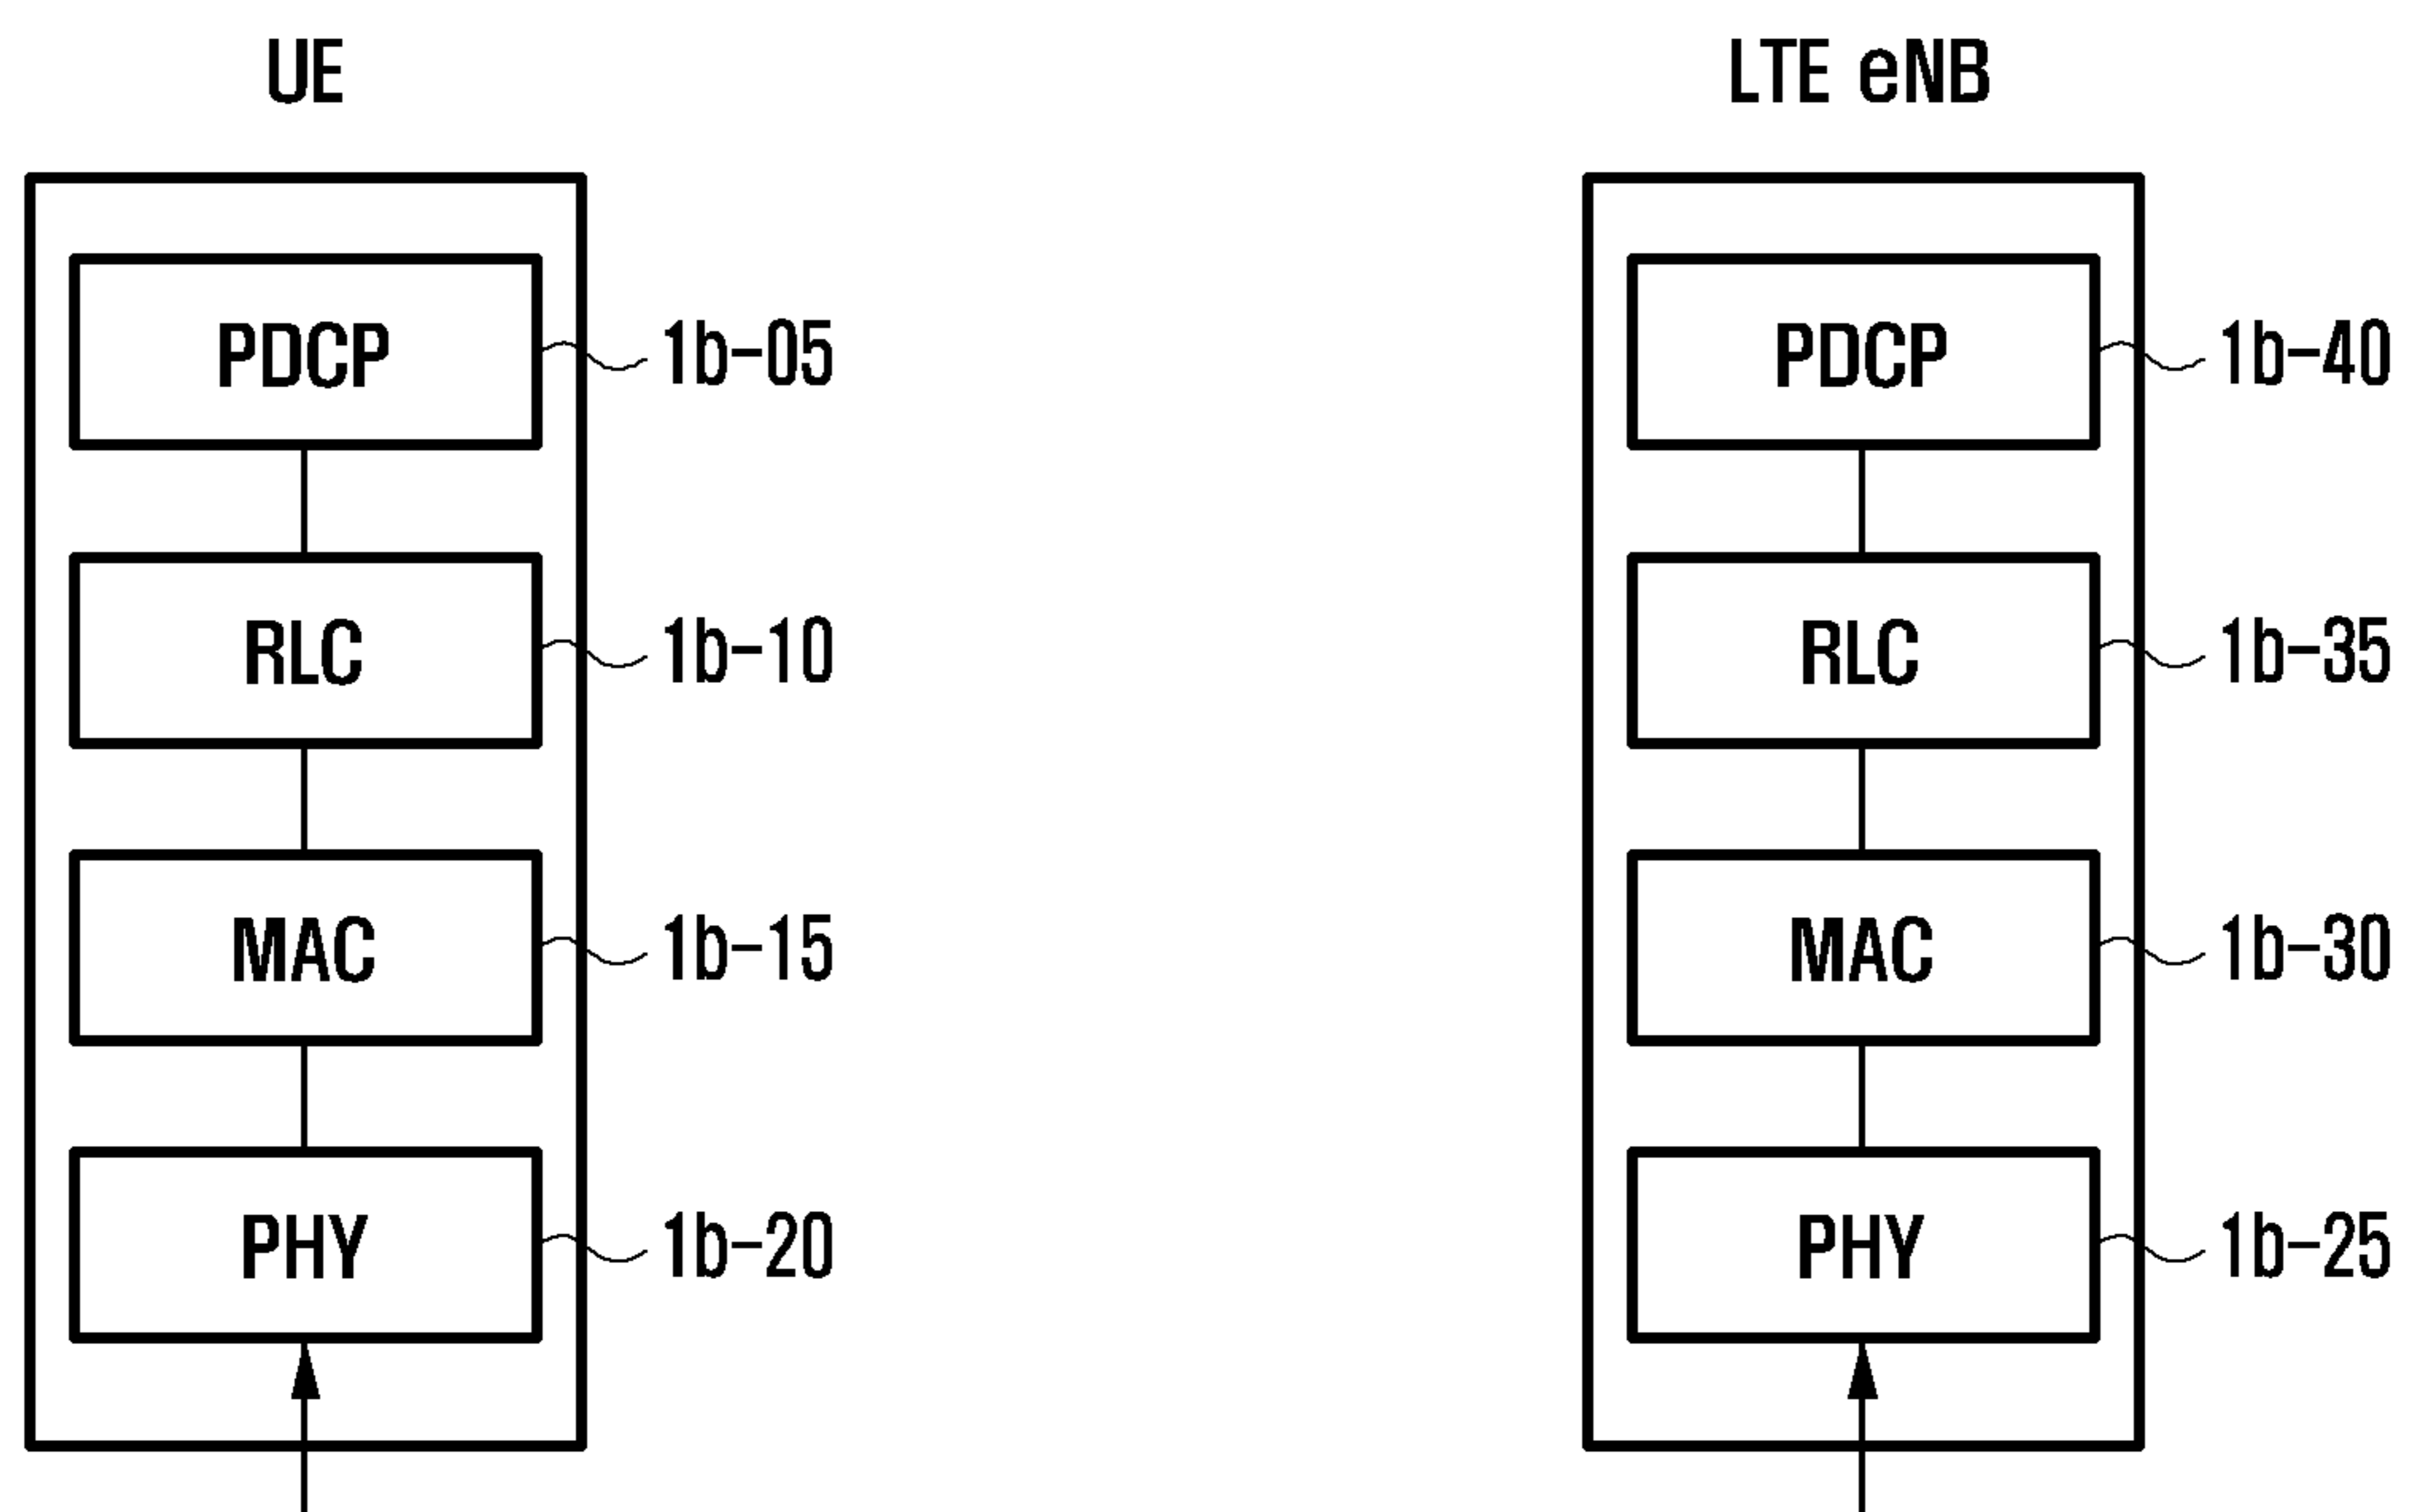 UE LTE eNB
PDCP 1b-05 PDCP 1b-40
RLC 1b-10 RLC 1b-35
MAC 1b-15 MAC 1b-30
PHY 1b-20 PHY 1b-25